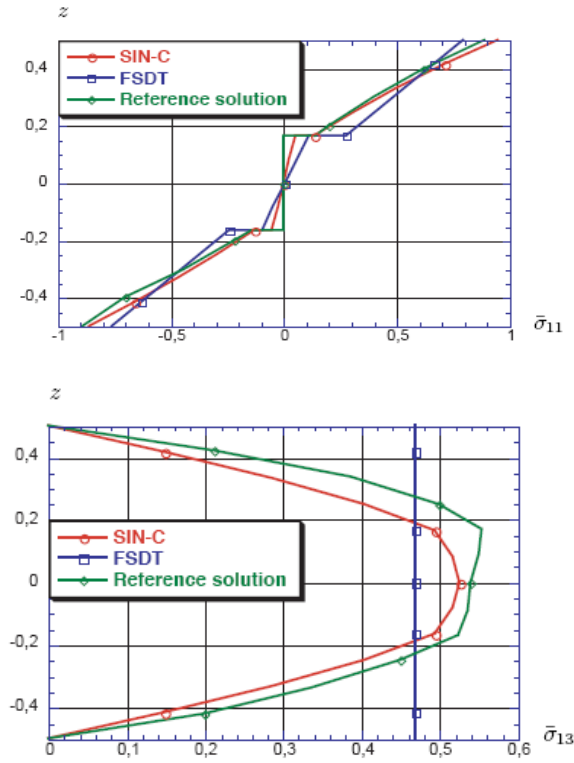 z
SIN-C
FSDT
Reference solution
0,4
0,2
0
-0,2
-0,4
-1
-0,5
0
0,5
1
σ̄11
z
0,4
0,2
SIN-C
FSDT
Reference solution
0
-0,2
-0,4
0
0,1
0,2
0,3
0,4
0,5
0,6
σ̄13